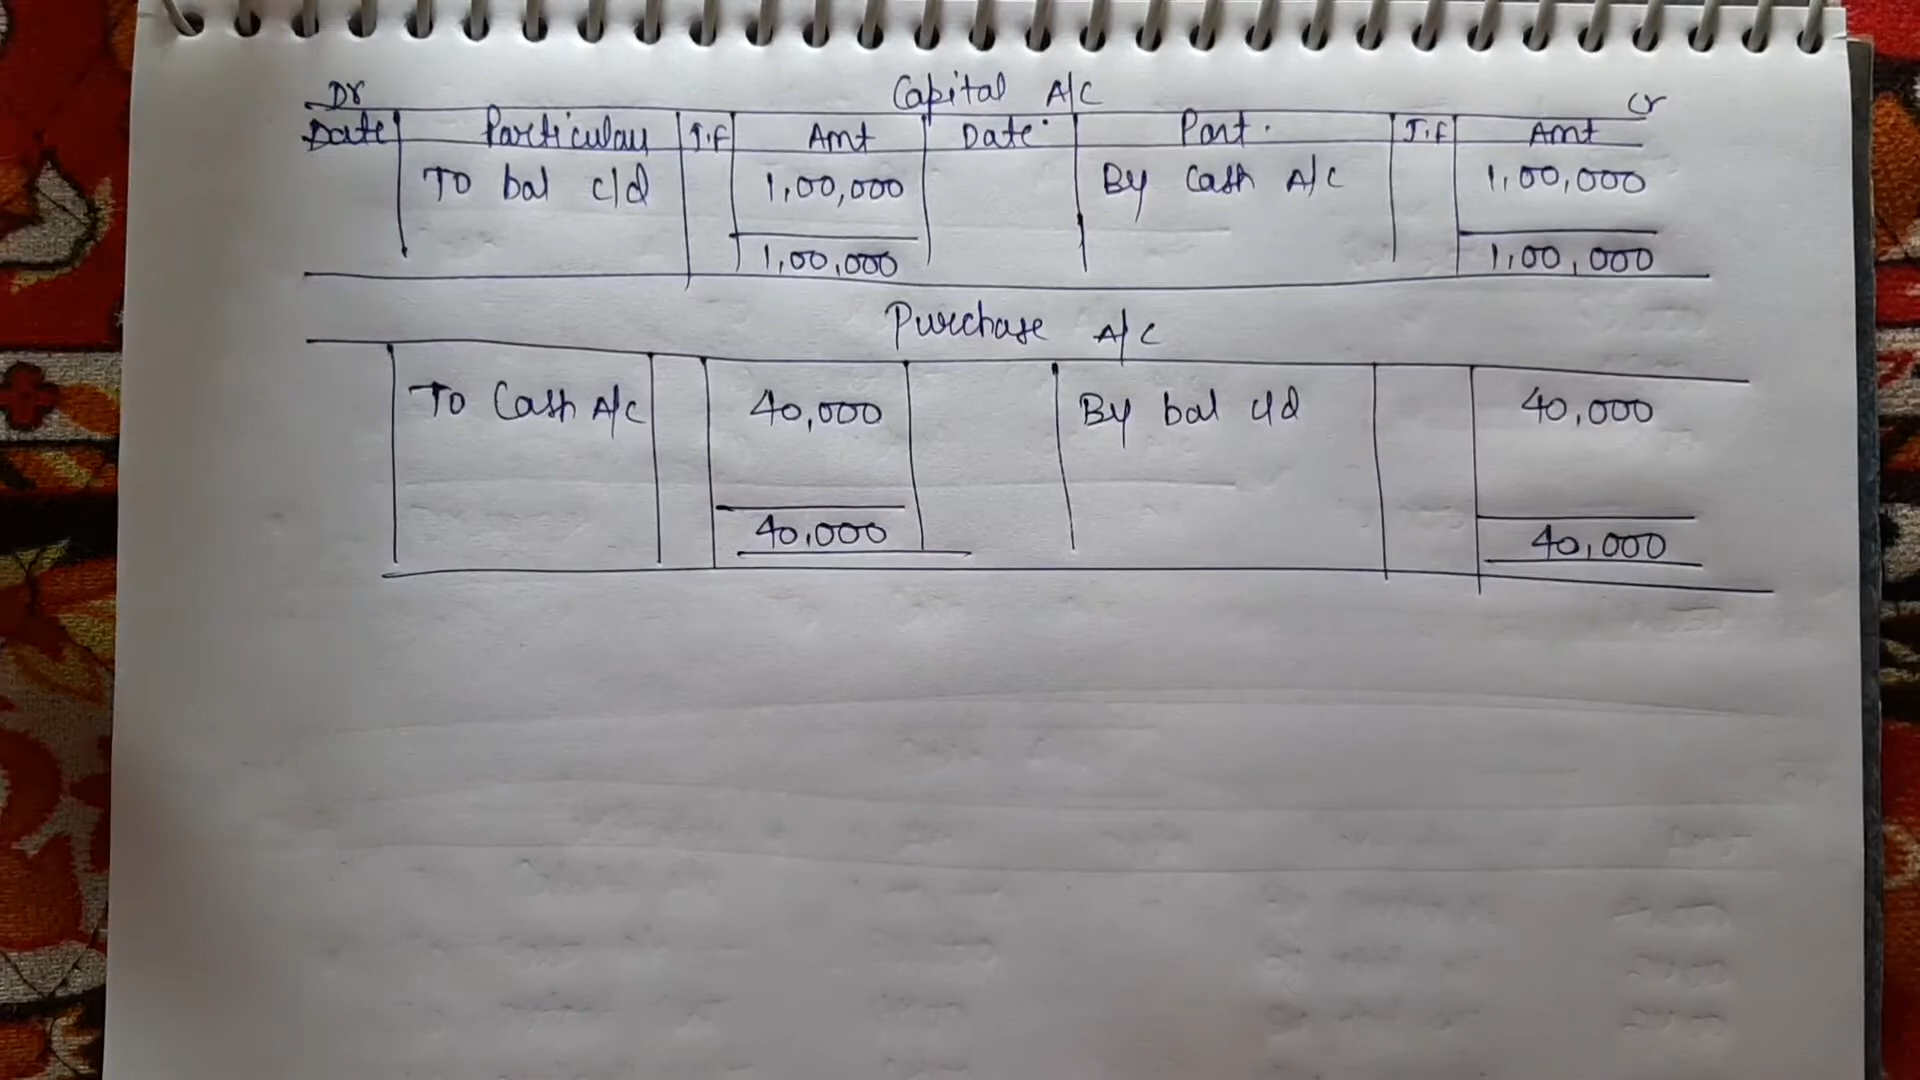 Dr Capital A/C Cr
Date Particulars J.F Amt Date Part. J.F Amt
To bal c/d 1,00,000 By Cash A/c 1,00,000
1,00,000 1,00,000
Purchase A/c
To Cash A/c 40,000 By bal c/d 40,000
40,000 40,000